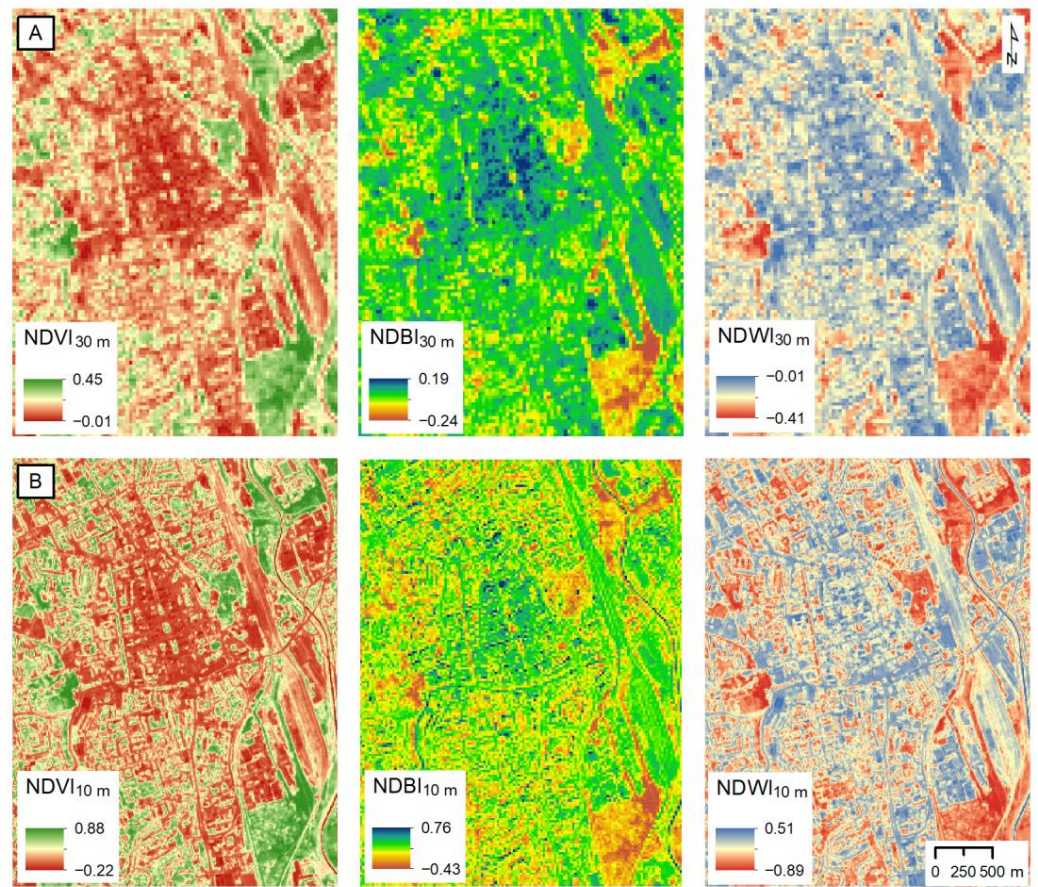 A
N
NDVI30 m
0.45
−0.01
NDBI30 m
0.19
−0.24
NDWI30 m
−0.01
−0.41
B
NDVI10 m
0.88
−0.22
NDBI10 m
0.76
−0.43
NDWI10 m
0.51
−0.89
0 250 500 m